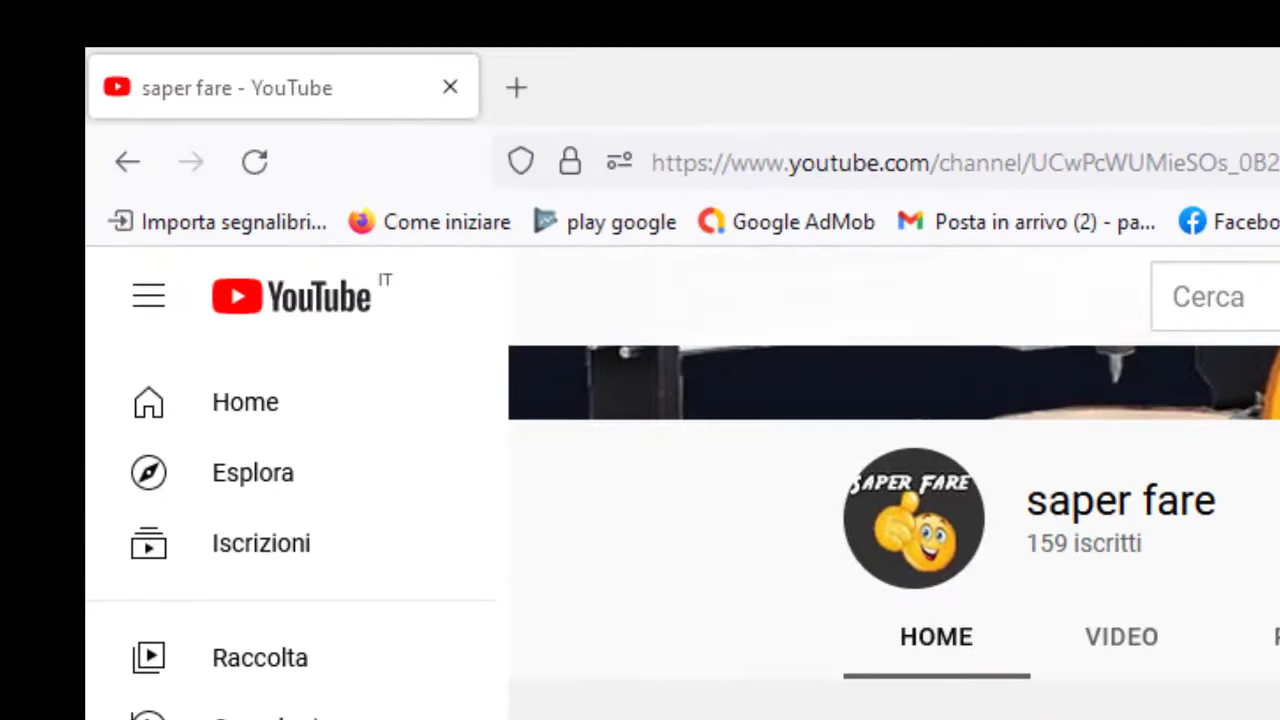 saper fare - YouTube
https://www.youtube.com/channel/UCwPcWUMieSOs_0B2
Importa segnalibri... Come iniziare play google Google AdMob Posta in arrivo (2) - pa... Facebo
YouTube IT
Cerca
Home
Esplora
Iscrizioni
Raccolta
SAPER FARE
saper fare
159 iscritti
HOME VIDEO